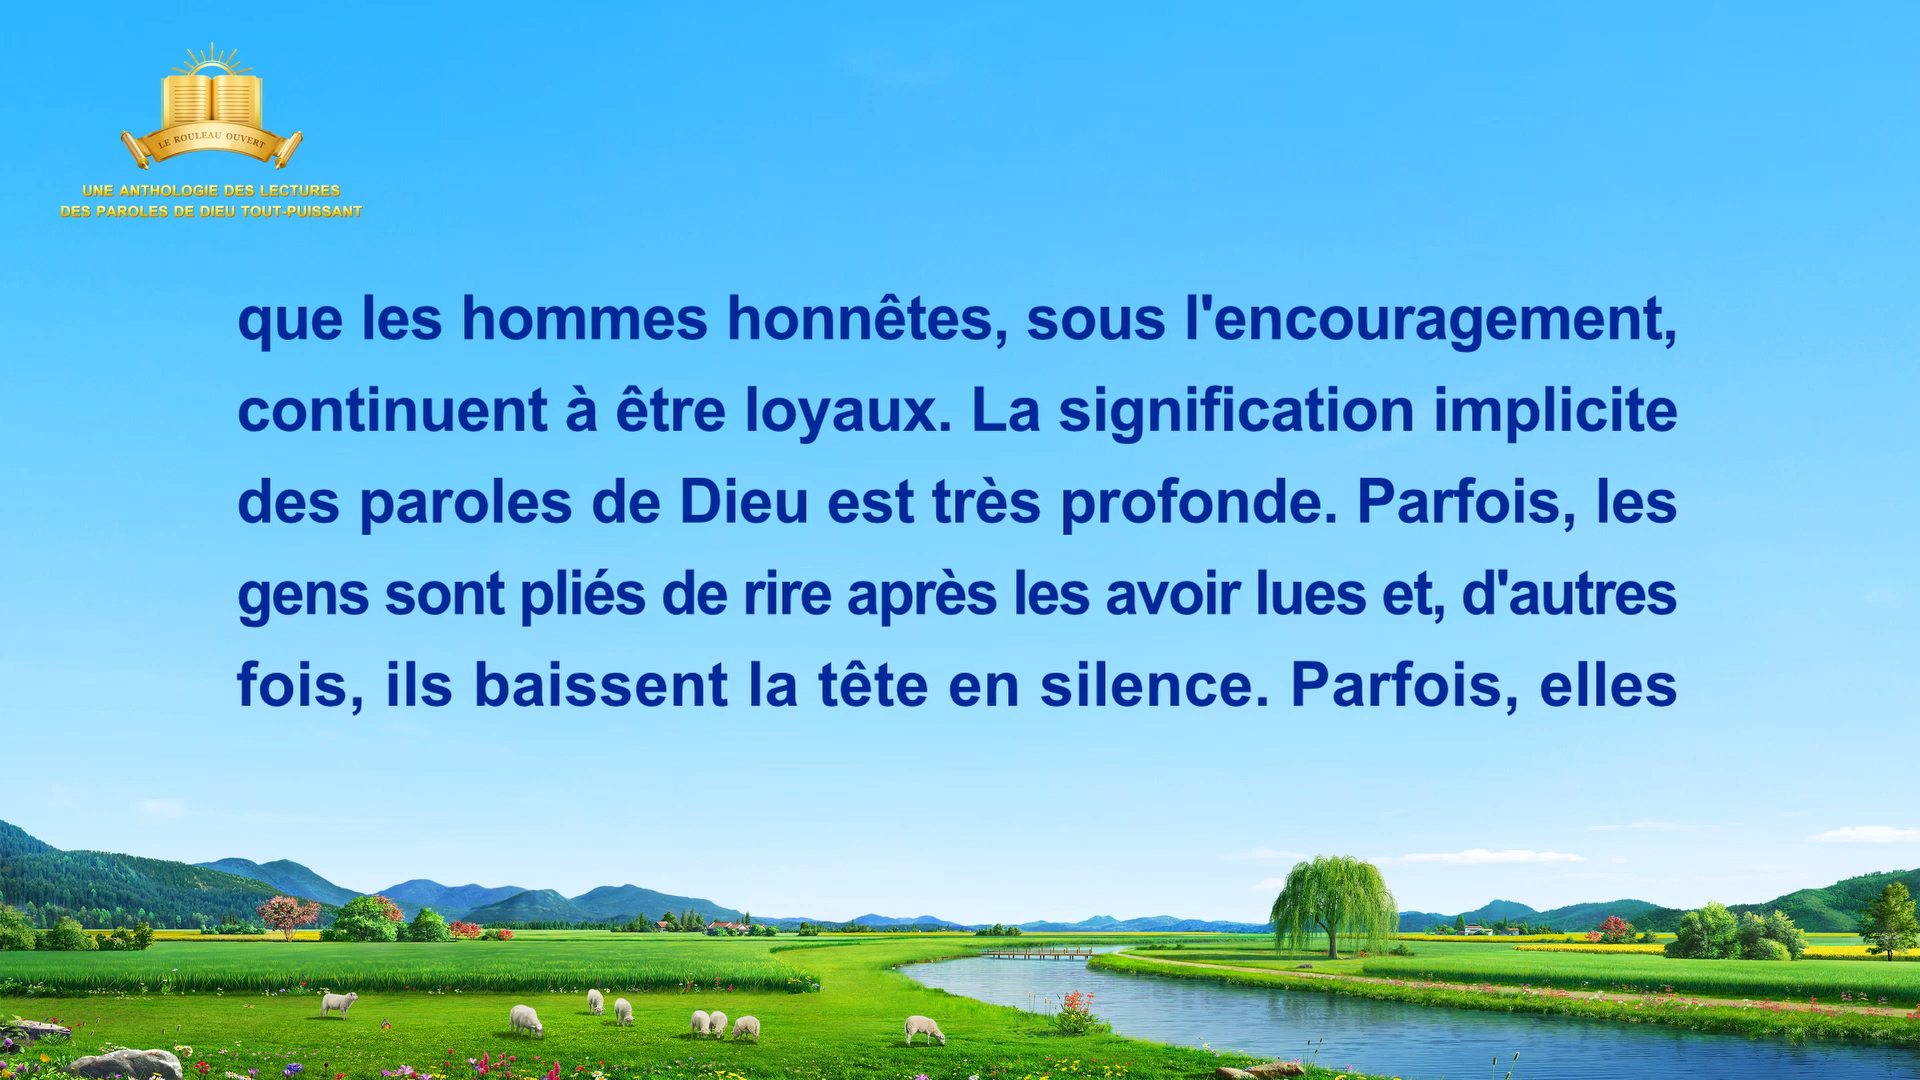 LE ROULEAU OUVERT
UNE ANTHOLOGIE DES LECTURES
DES PAROLES DE DIEU TOUT-PUISSANT
que les hommes honnêtes, sous l'encouragement,
continuent à être loyaux. La signification implicite
des paroles de Dieu est très profonde. Parfois, les
gens sont pliés de rire après les avoir lues et, d'autres
fois, ils baissent la tête en silence. Parfois, elles